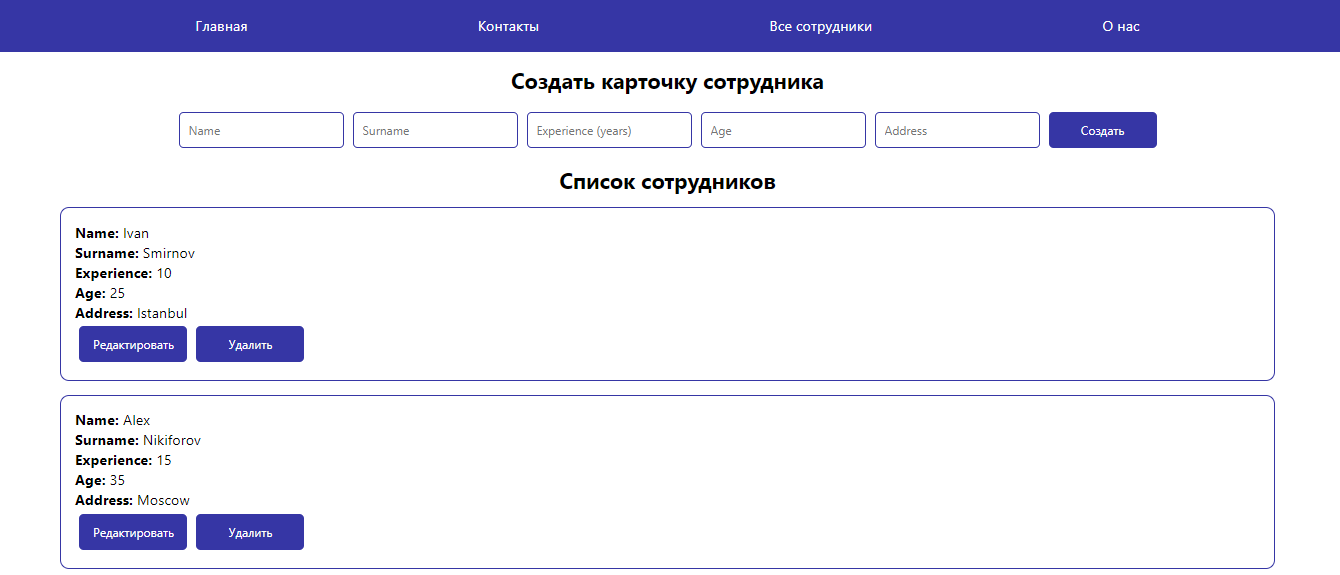 Главная Контакты Все сотрудники О нас
Создать карточку сотрудника
Name Surname Experience (years) Age Address Создать
Список сотрудников
Name: Ivan
Surname: Smirnov
Experience: 10
Age: 25
Address: Istanbul
Редактировать Удалить
Name: Alex
Surname: Nikiforov
Experience: 15
Age: 35
Address: Moscow
Редактировать Удалить